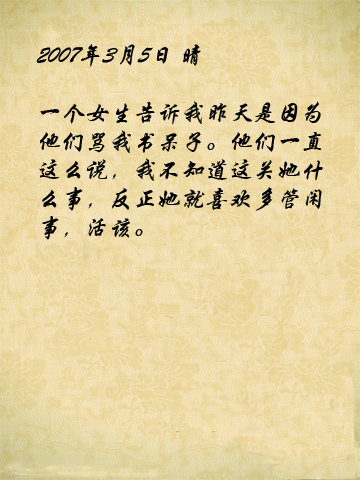 2007年3月5日 晴
一个女生告诉我昨天是因为
他们骂我书呆子。他们一直
这么说，我不知道这关她什
么事，反正她就喜欢多管闲
事，活该。